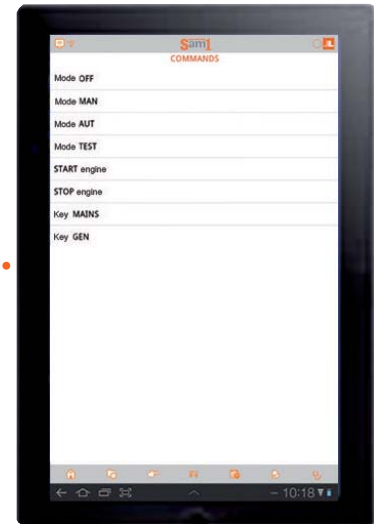 Sam1
COMMANDS
Mode OFF
Mode MAN
Mode AUT
Mode TEST
START engine
STOP engine
Key MAINS
Key GEN
10:18